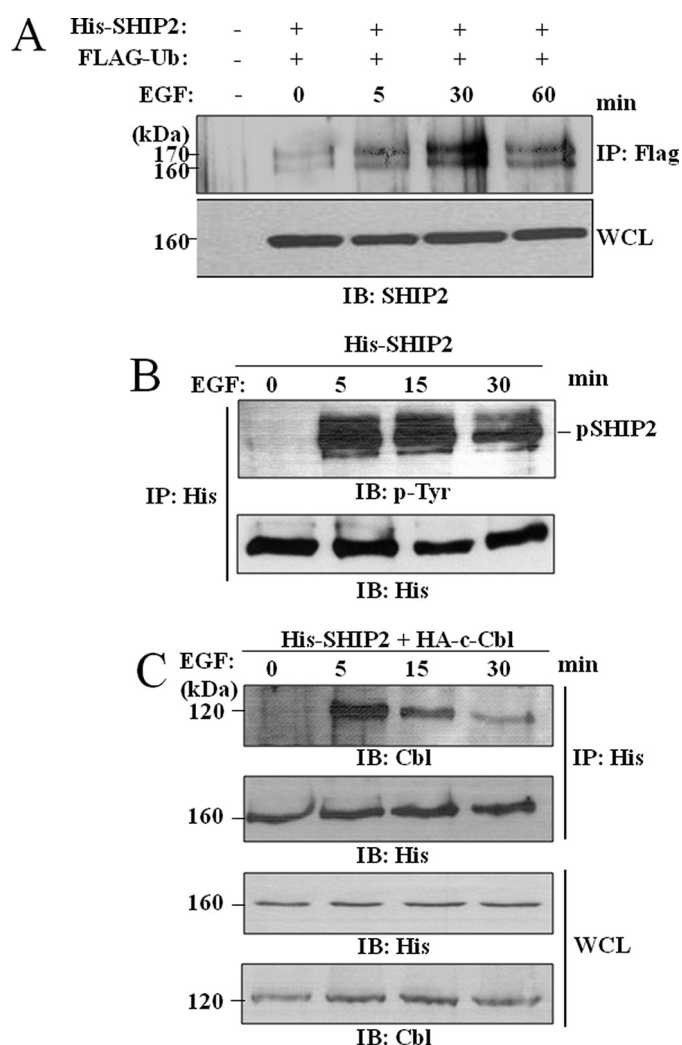 A
His-SHIP2: - + + + +
FLAG-Ub: - + + + +
EGF: - 0 5 30 60 min
(kDa)
170
160
IP: Flag
160
WCL
IB: SHIP2
B
His-SHIP2
EGF: 0 5 15 30 min
pSHIP2
IB: p-Tyr
IP: His
IB: His
C
His-SHIP2 + HA-c-Cbl
EGF: 0 5 15 30 min
(kDa)
120
IB: Cbl
IP: His
160
IB: His
160
IB: His
WCL
120
IB: Cbl